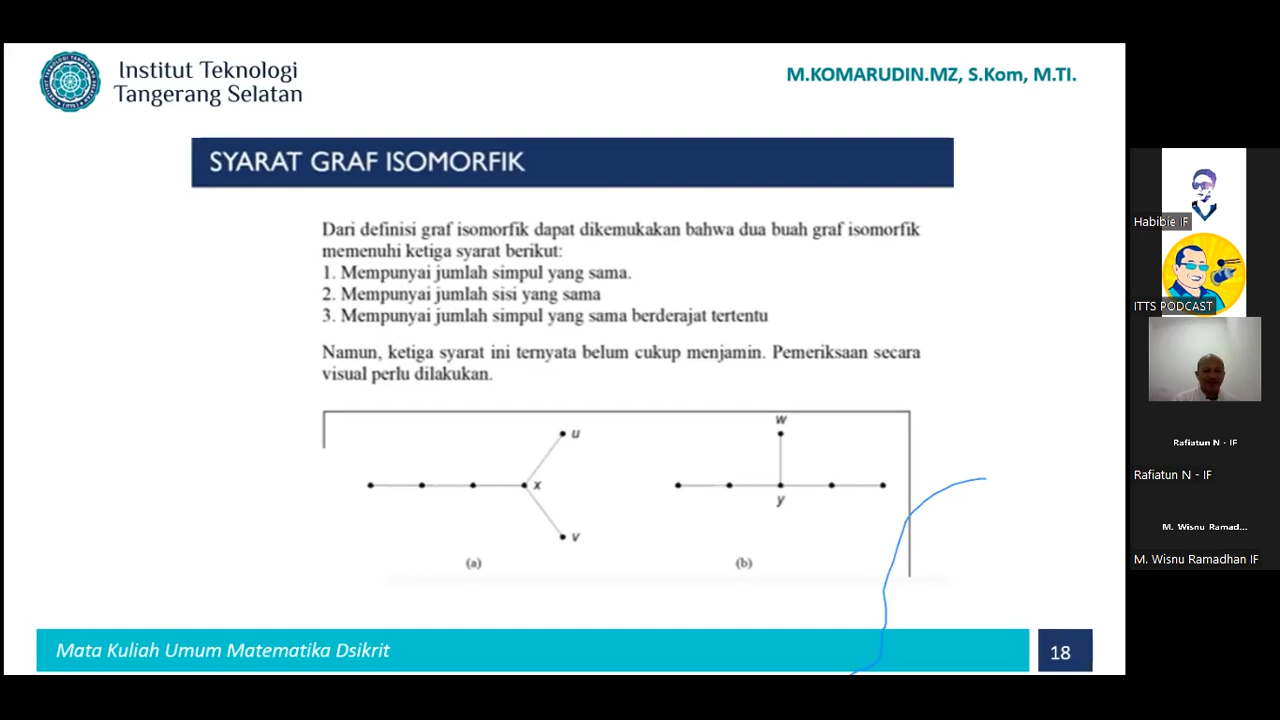 Institut Teknologi
Tangerang Selatan
M.KOMARUDIN.MZ, S.Kom, M.TI.
SYARAT GRAF ISOMORFIK
Dari definisi graf isomorfik dapat dikemukakan bahwa dua buah graf isomorfik
memenuhi ketiga syarat berikut:
1. Mempunyai jumlah simpul yang sama.
2. Mempunyai jumlah sisi yang sama
3. Mempunyai jumlah simpul yang sama berderajat tertentu
Namun, ketiga syarat ini ternyata belum cukup menjamin. Pemeriksaan secara
visual perlu dilakukan.
w
u
x
y
v
(a)
(b)
Mata Kuliah Umum Matematika Dsikrit
18
Habibie IF
ITTS PODCAST
Rafiatun N - IF
Rafiatun N - IF
M. Wisnu Ramad...
M. Wisnu Ramadhan IF